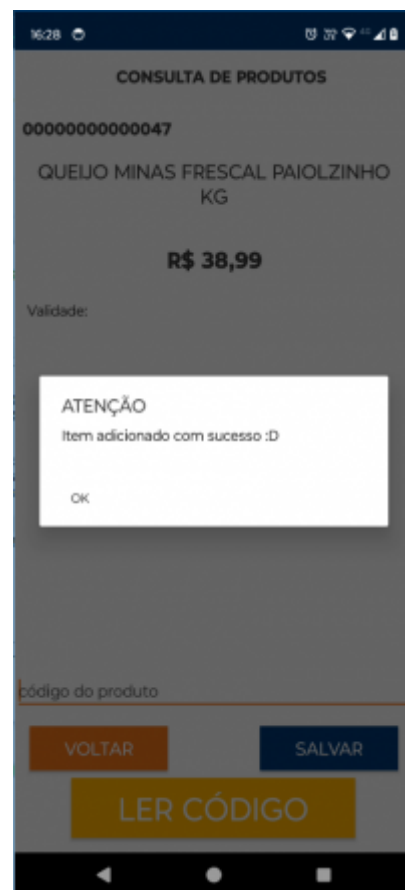 16:28
CONSULTA DE PRODUTOS
00000000000047
QUEIJO MINAS FRESCAL PAIOLZINHO
KG
R$ 38,99
Validade:
ATENÇÃO
Item adicionado com sucesso :D
OK
código do produto
VOLTAR SALVAR
LER CÓDIGO